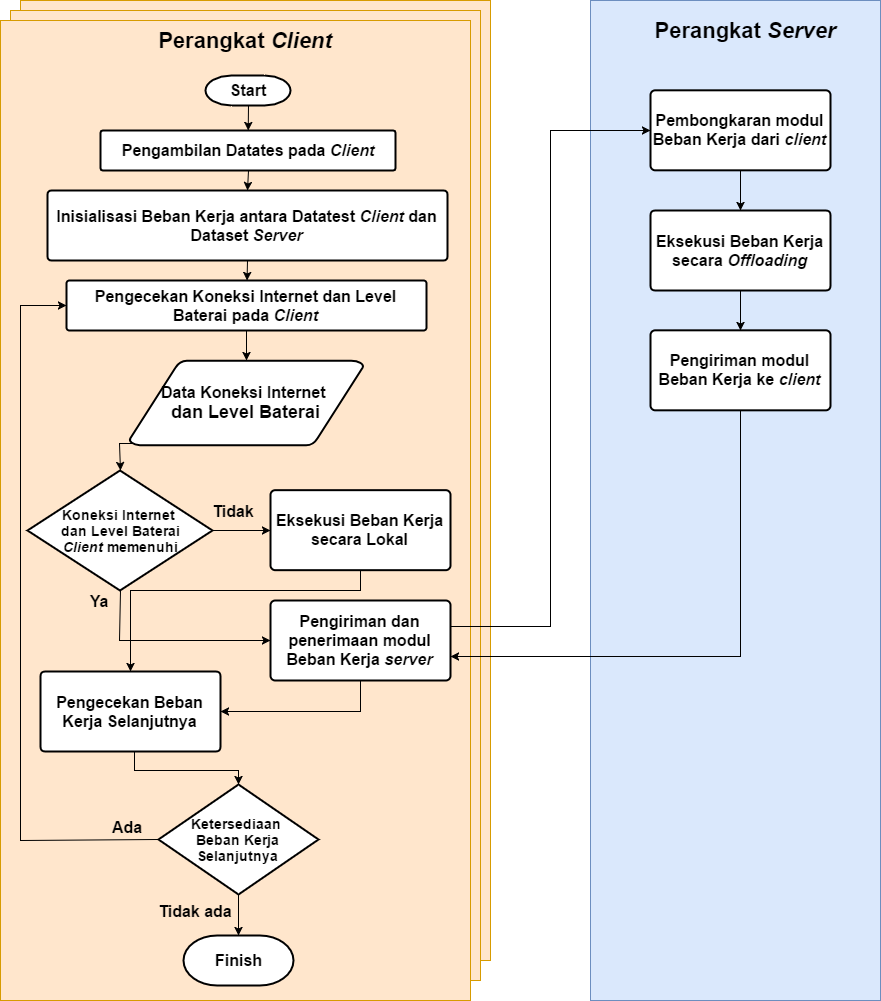 Perangkat Client
Start
Pengambilan Datates pada Client
Inisialisasi Beban Kerja antara Datatest Client dan
Dataset Server
Pengecekan Koneksi Internet dan Level
Baterai pada Client
Data Koneksi Internet
dan Level Baterai
Koneksi Internet
dan Level Baterai
Client memenuhi
Tidak
Eksekusi Beban Kerja
secara Lokal
Ya
Pengiriman dan
penerimaan modul
Beban Kerja server
Pengecekan Beban
Kerja Selanjutnya
Ketersediaan
Beban Kerja
Selanjutnya
Ada
Tidak ada
Finish
Perangkat Server
Pembongkaran modul
Beban Kerja dari client
Eksekusi Beban Kerja
secara Offloading
Pengiriman modul
Beban Kerja ke client